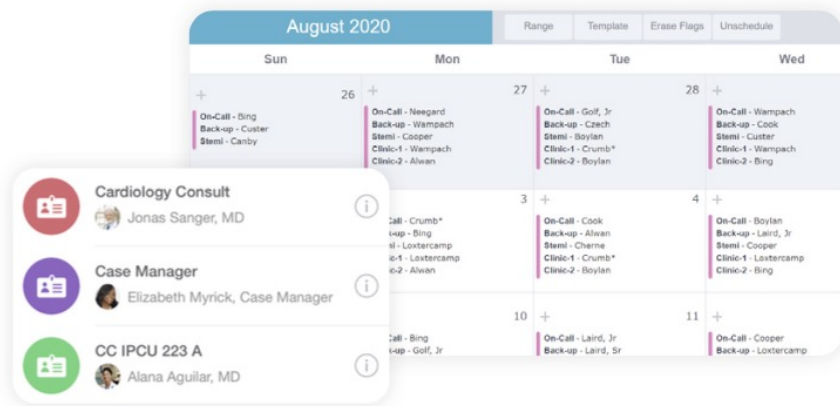 August 2020
Range Template Erase Flags Unschedule
Sun Mon Tue Wed
26 27 28
On-Call - Bing
Back-up - Custer
Stemi - Canby
On-Call - Neegard
Back-up - Wampach
Stemi - Cooper
Clinic-1 - Wampach
Clinic-2 - Alwan
On-Call - Golf, Jr
Back-up - Czech
Stemi - Boylan
Clinic-1 - Crumb*
Clinic-2 - Boylan
On-Call - Wampach
Back-up - Cook
Stemi - Custer
Clinic-1 - Wampach
Clinic-2 - Bing
3 4
Call - Crumb*
k-up - Bing
ni - Loxtercamp
ic-1 - Loxtercamp
ic-2 - Alwan
On-Call - Cook
Back-up - Alwan
Stemi - Cherne
Clinic-1 - Crumb*
Clinic-2 - Boylan
On-Call - Boylan
Back-up - Laird, Jr
Stemi - Cooper
Clinic-1 - Loxtercamp
Clinic-2 - Bing
10 11
Call - Bing
k-up - Golf, Jr
On-Call - Laird, Jr
Back-up - Laird, Sr
On-Call - Cooper
Back-up - Loxtercamp
Cardiology Consult
Jonas Sanger, MD
Case Manager
Elizabeth Myrick, Case Manager
CC IPCU 223 A
Alana Aguilar, MD